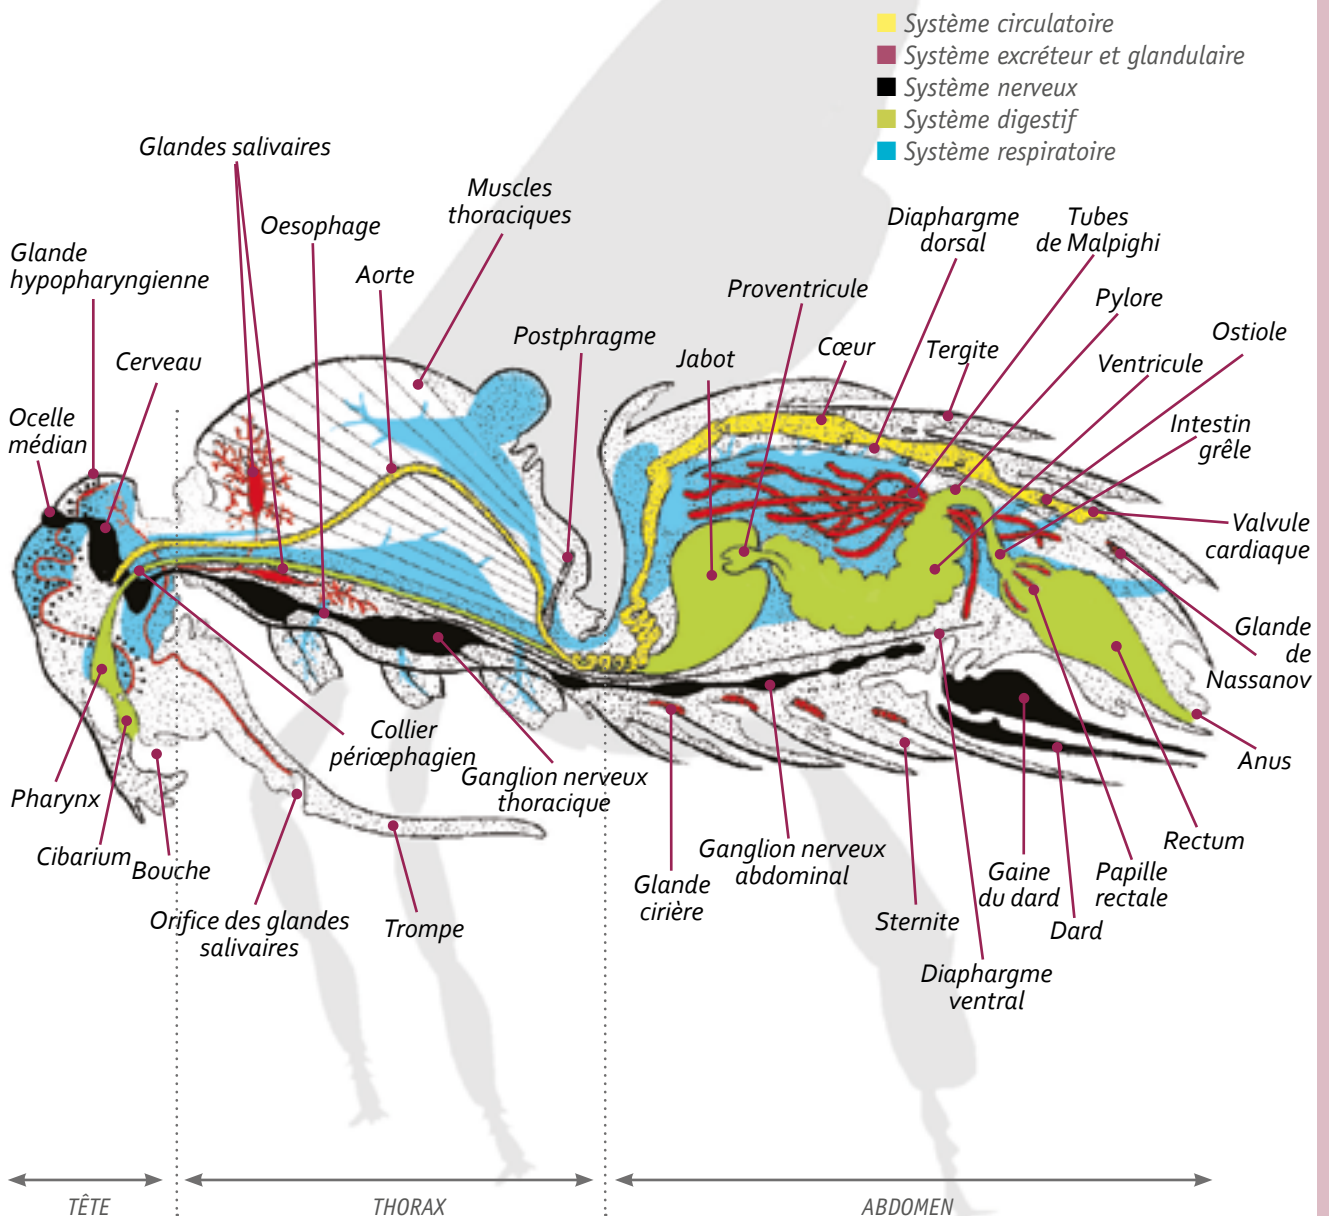 Système circulatoire
Système excréteur et glandulaire
Système nerveux
Système digestif
Système respiratoire
Glandes salivaires
Muscles
thoraciques
Oesophage
Diaphargme
dorsal
Tubes
de Malpighi
Glande
hypopharyngienne
Aorte
Proventricule
Pylore
Postphragme
Ostiole
Cerveau
Jabot
Cœur
Tergite
Ventricule
Ocelle
médian
Intestin
grêle
Valvule
cardiaque
Glande
de
Nassanov
Collier
périœphagien
Ganglion nerveux
thoracique
Anus
Pharynx
Cibarium
Bouche
Rectum
Ganglion nerveux
abdominal
Glande
cirière
Gaine
du dard
Papille
rectale
Orifice des glandes
salivaires
Trompe
Sternite
Dard
Diaphargme
ventral
TÊTE
THORAX
ABDOMEN